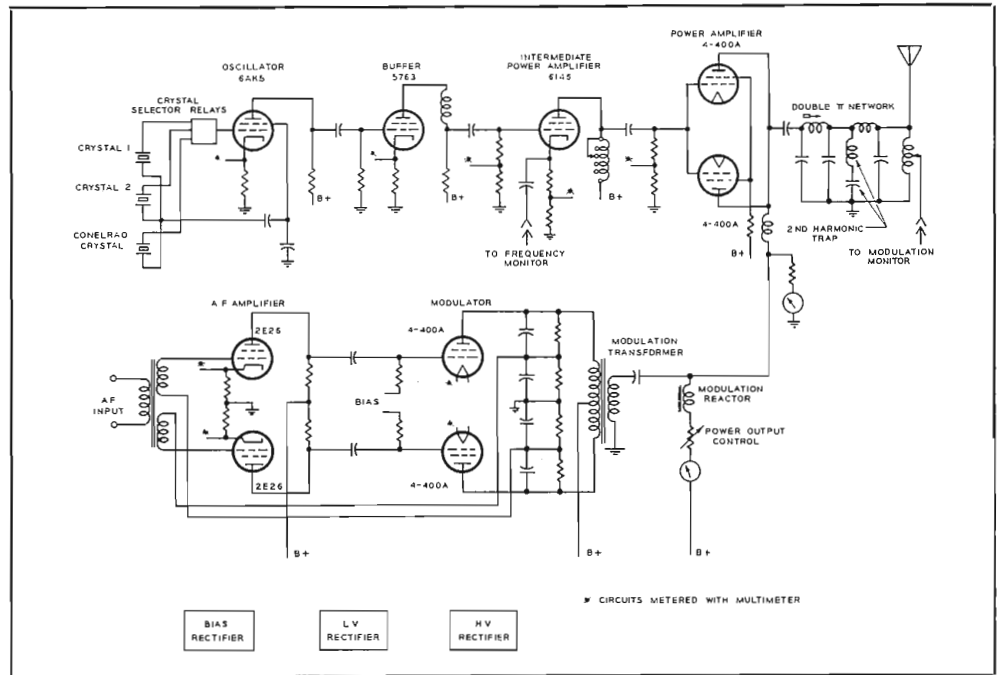 POWER AMPLIFIER
4-400A
INTERMEDIATE
POWER AMPLIFIER
6146
OSCILLATOR
6AK5
BUFFER
5763
CRYSTAL
SELECTOR RELAYS
DOUBLE π NETWORK
CRYSTAL 1
CRYSTAL 2
CONELRAD
CRYSTAL
B+
B+
B+
TO FREQUENCY
MONITOR
4-400A
B+
2ND HARMONIC
TRAP
TO MODULATION
MONITOR
A F AMPLIFIER
2E26
MODULATOR
4-400A
MODULATION
TRANSFORMER
A F
INPUT
BIAS
MODULATION
REACTOR
POWER OUTPUT
CONTROL
2E26
4-400A
B+
B+
B+
* CIRCUITS METERED WITH MULTIMETER
BIAS
RECTIFIER
L V
RECTIFIER
H V
RECTIFIER